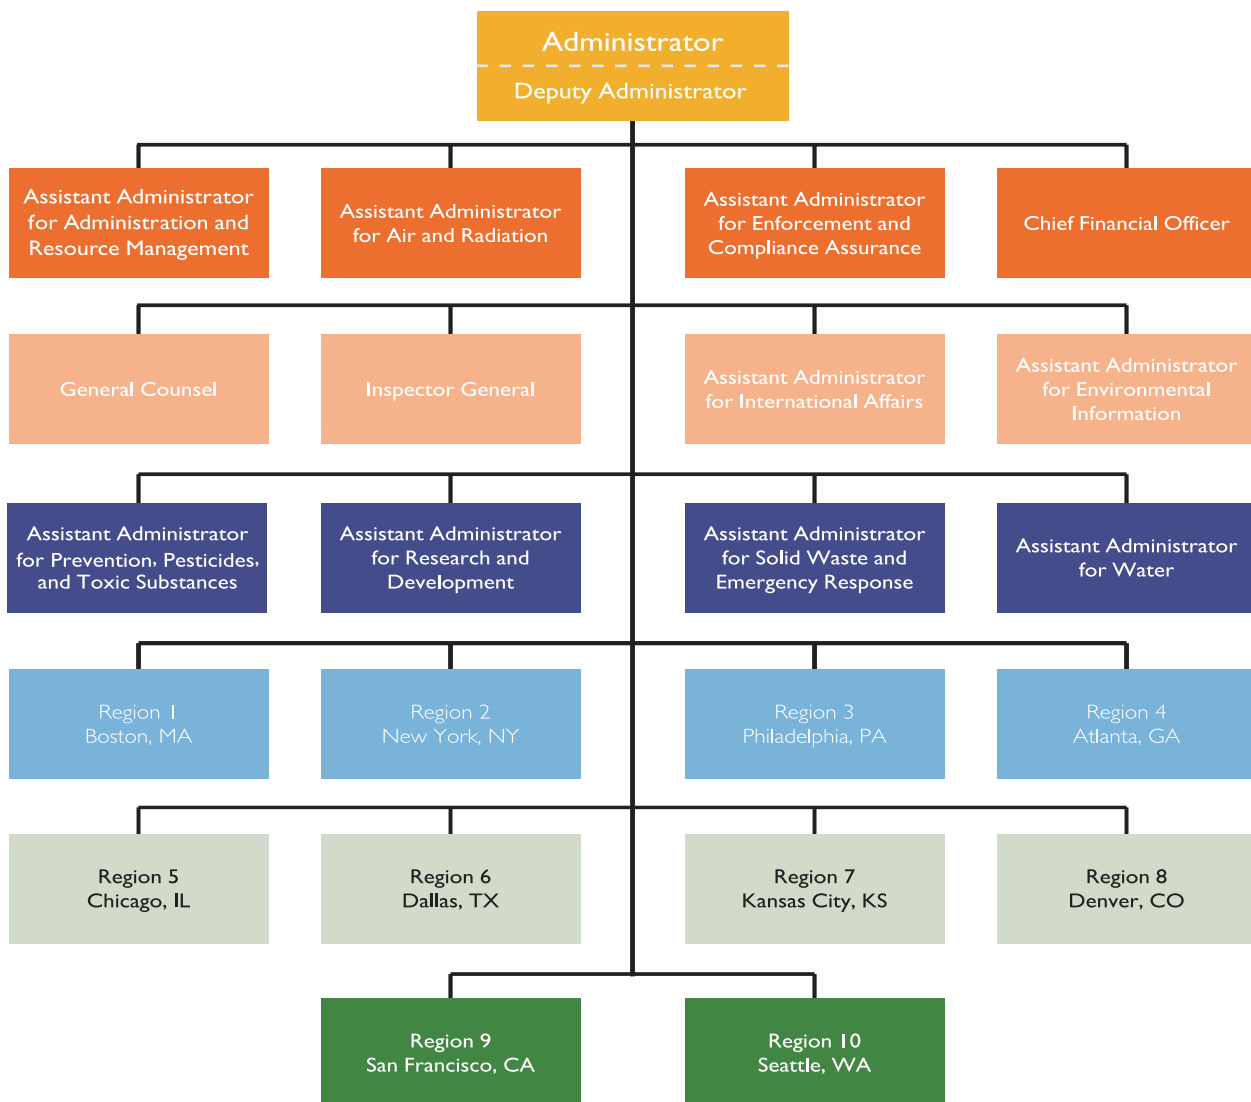 Administrator
Deputy Administrator
Assistant Administrator
for Administration and
Resource Management
Assistant Administrator
for Air and Radiation
Assistant Administrator
for Enforcement and
Compliance Assurance
Chief Financial Officer
General Counsel
Inspector General
Assistant Administrator
for International Affairs
Assistant Administrator
for Environmental
Information
Assistant Administrator
for Prevention, Pesticides,
and Toxic Substances
Assistant Administrator
for Research and
Development
Assistant Administrator
for Solid Waste and
Emergency Response
Assistant Administrator
for Water
Region 1
Boston, MA
Region 2
New York, NY
Region 3
Philadelphia, PA
Region 4
Atlanta, GA
Region 5
Chicago, IL
Region 6
Dallas, TX
Region 7
Kansas City, KS
Region 8
Denver, CO
Region 9
San Francisco, CA
Region 10
Seattle, WA